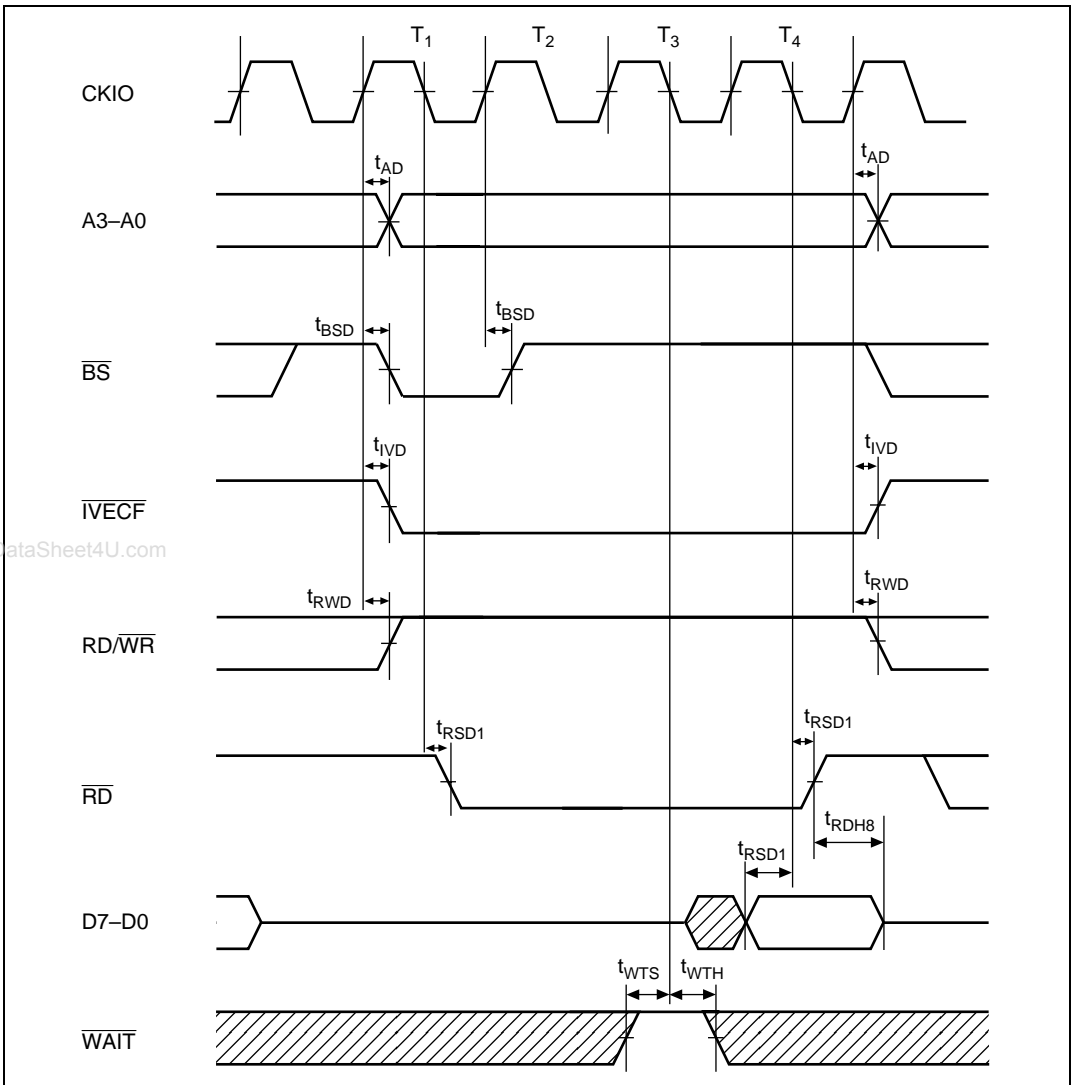 T1 T2 T3 T4
CKIO
tAD tAD
A3–A0
tBSD tBSD
BS
tIVD tIVD
IVECF
DataSheet4U.com
tRWD tRWD
RD/WR
tRSD1 tRSD1
RD
tRDH8
tRSD1
D7–D0
tWTS tWTH
WAIT